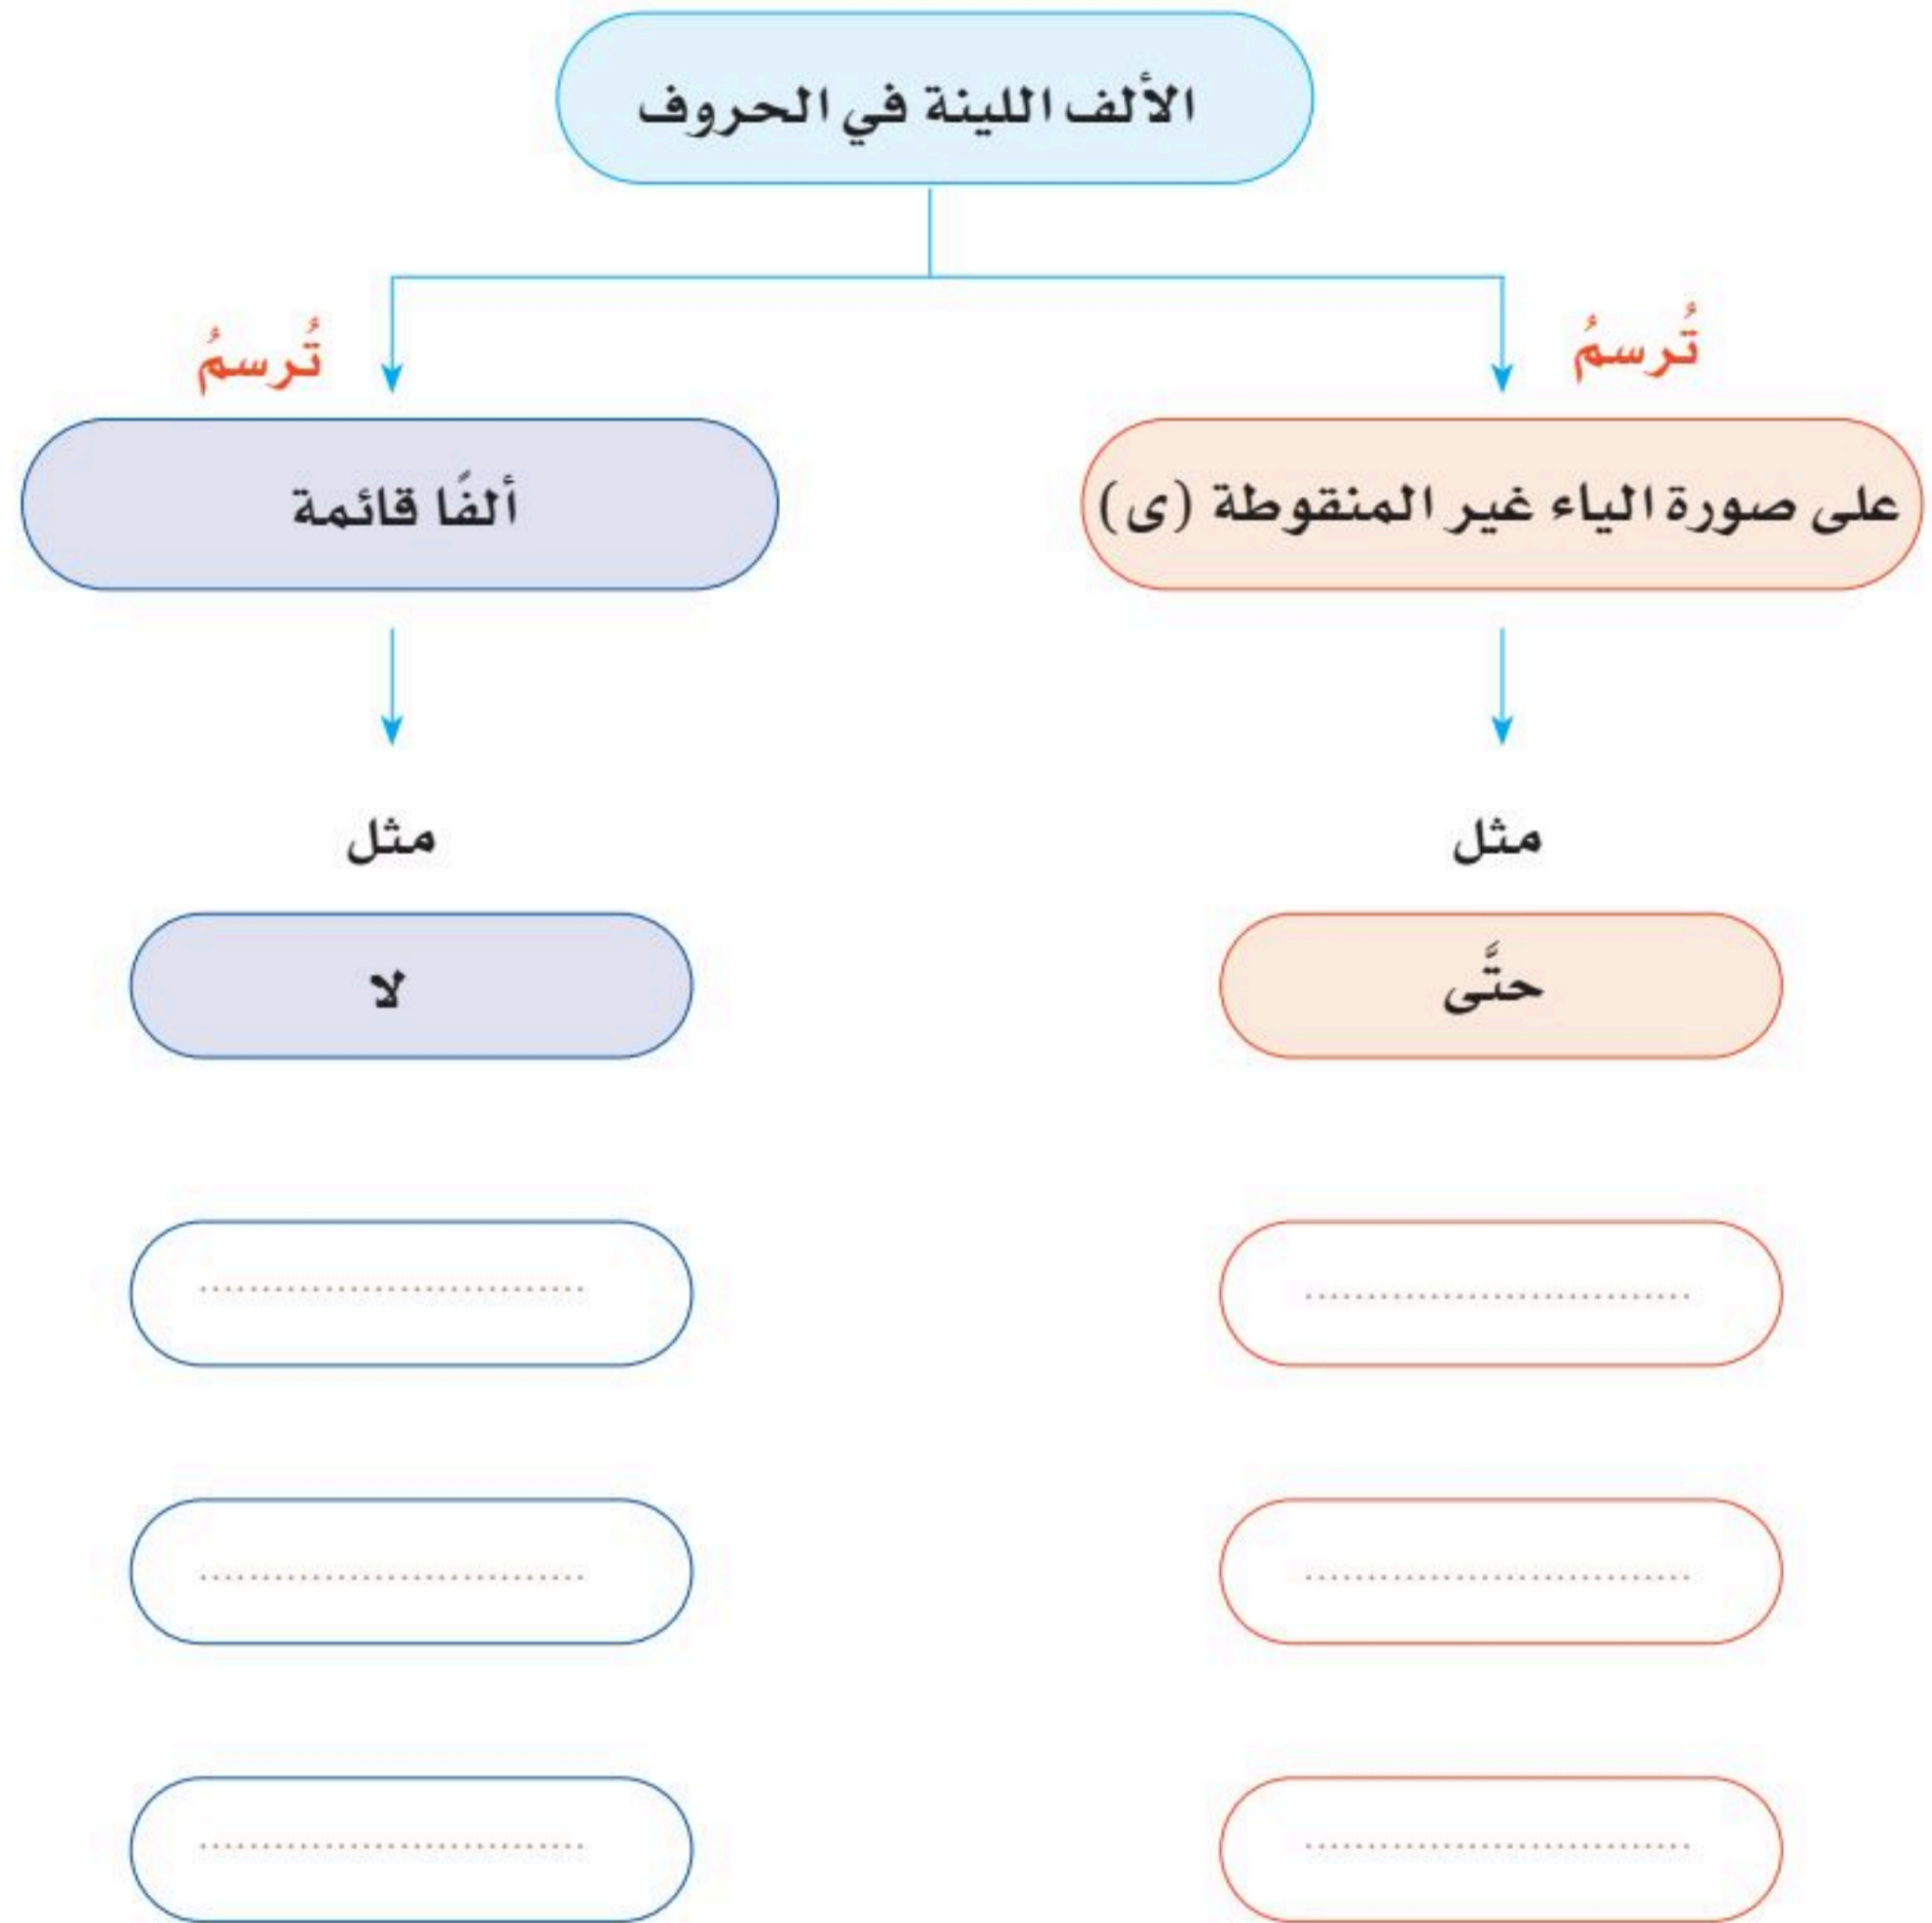 الألف اللينة في الحروف
تُرسمُ
تُرسمُ
على صورة الياء غير المنقوطة (ى)
ألفًا قائمة
مثل
مثل
حتَّى
لا